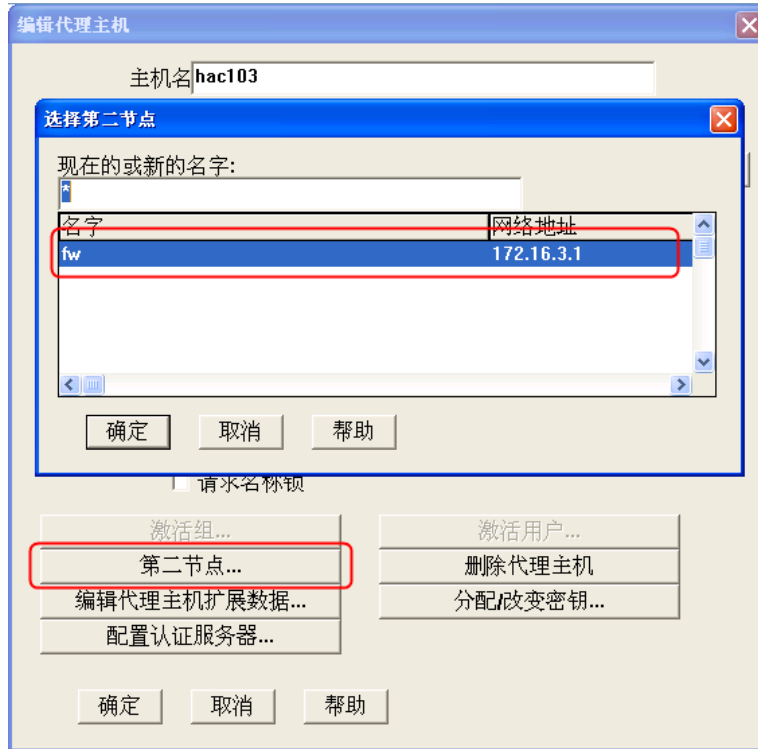 编辑代理主机
主机名 hac103
选择第二节点
现在的或新的名字:
*
名字 网络地址
fw 172.16.3.1
确定 取消 帮助
请求名称锁
激活组... 激活用户...
第二节点... 删除代理主机
编辑代理主机扩展数据... 分配/改变密钥...
配置认证服务器...
确定 取消 帮助